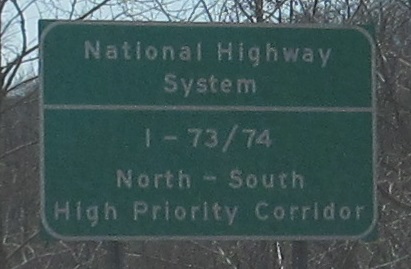 National Highway
System
I - 73/74
North - South
High Priority Corridor